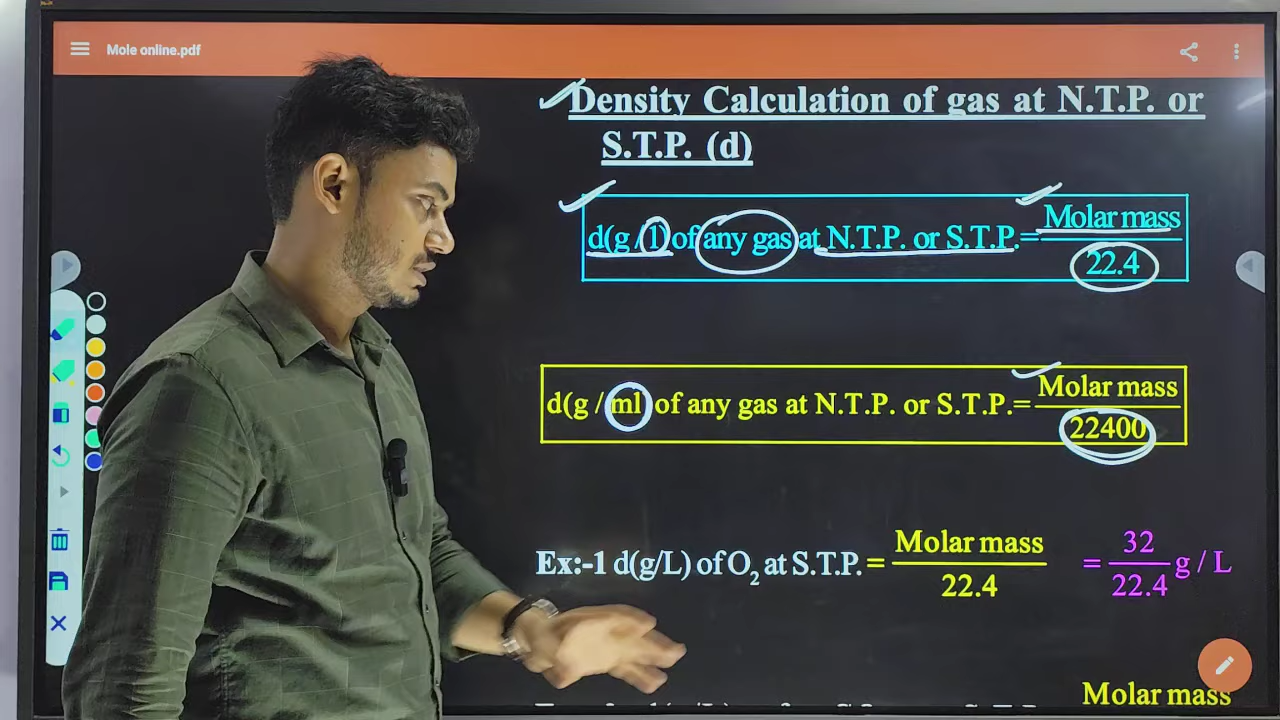 Mole online.pdf
Density Calculation of gas at N.T.P. or
S.T.P. (d)
d(g / l) of any gas at N.T.P. or S.T.P. = Molar mass / 22.4
d(g / ml) of any gas at N.T.P. or S.T.P. = Molar mass / 22400
Ex:-1 d(g/L) of O₂ at S.T.P. = Molar mass / 22.4 = 32 / 22.4 g / L
Molar mass